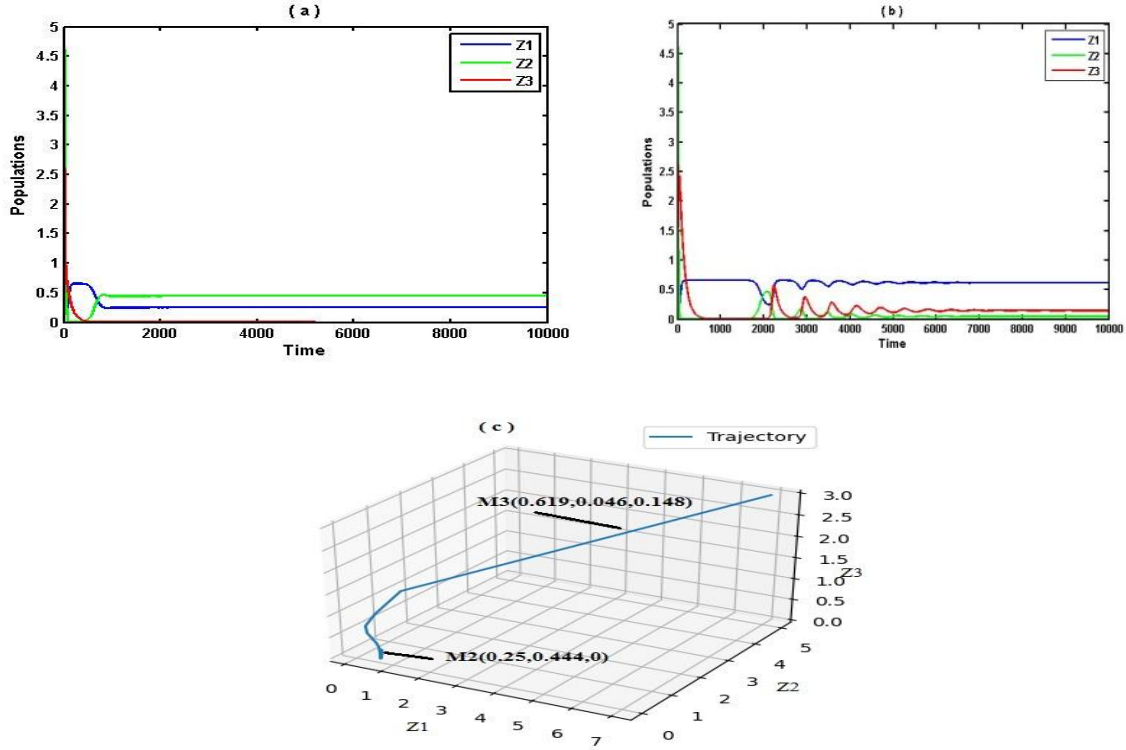 ( a )
5
4.5
4
3.5
3
2.5
2
1.5
1
0.5
0
Populations
Z1
Z2
Z3
0 2000 4000 6000 8000 10000
Time
( b )
5
4.5
4
3.5
3
2.5
2
1.5
1
0.5
0
Populations
Z1
Z2
Z3
0 1000 2000 3000 4000 5000 6000 7000 8000 9000 10000
Time
( c )
Trajectory
M3(0.619,0.046,0.148)
M2(0.25,0.444,0)
3.0
2.5
2.0
1.5
1.0
0.5
0.0
Z3
5
4
3
2
1
0
Z2
0 1 2 3 4 5 6 7
Z1